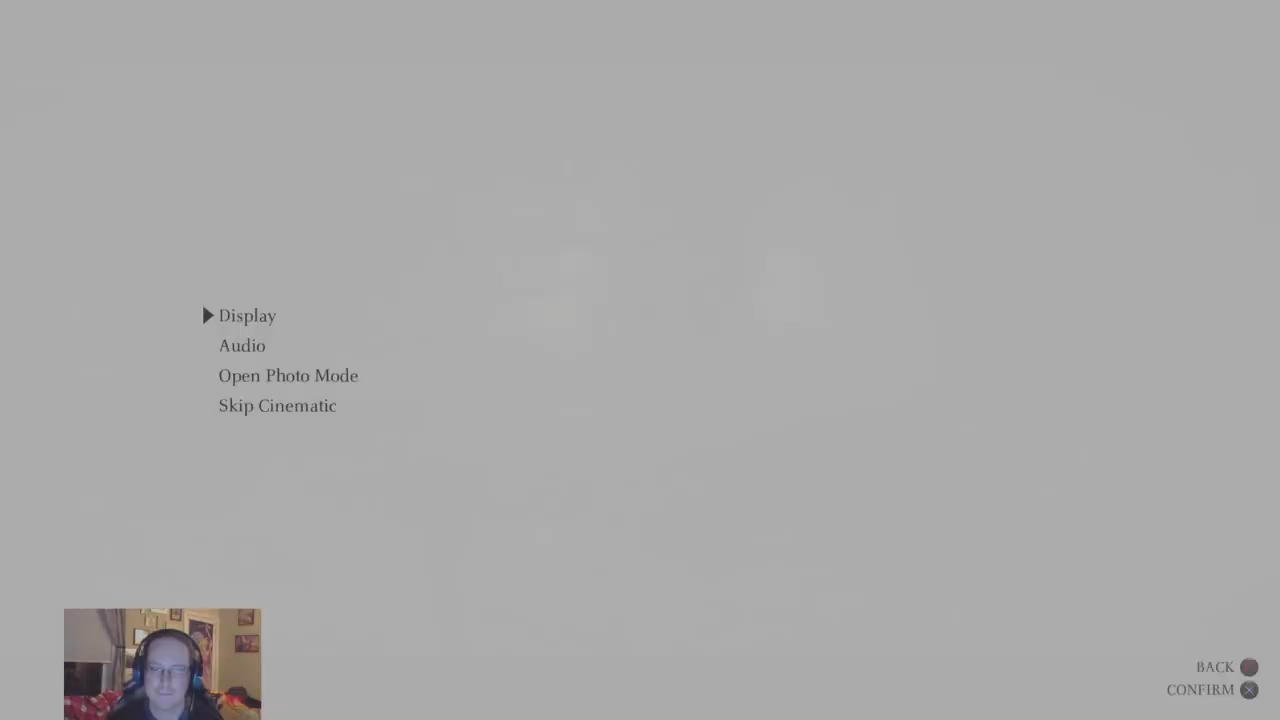 Display
Audio
Open Photo Mode
Skip Cinematic
BACK
CONFIRM